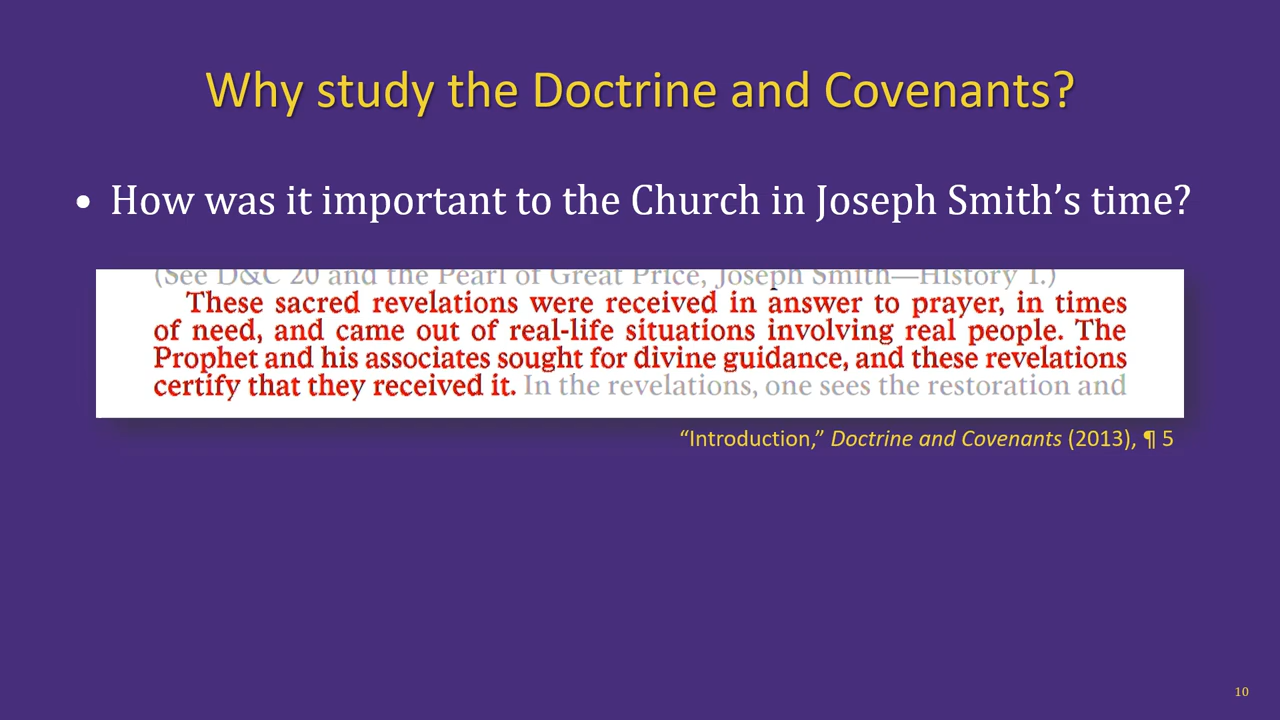 Why study the Doctrine and Covenants?
• How was it important to the Church in Joseph Smith’s time?
(See D&C 20 and the Pearl of Great Price, Joseph Smith—History 1.)
These sacred revelations were received in answer to prayer, in times
of need, and came out of real-life situations involving real people. The
Prophet and his associates sought for divine guidance, and these revelations
certify that they received it. In the revelations, one sees the restoration and
“Introduction,” Doctrine and Covenants (2013), ¶ 5
10